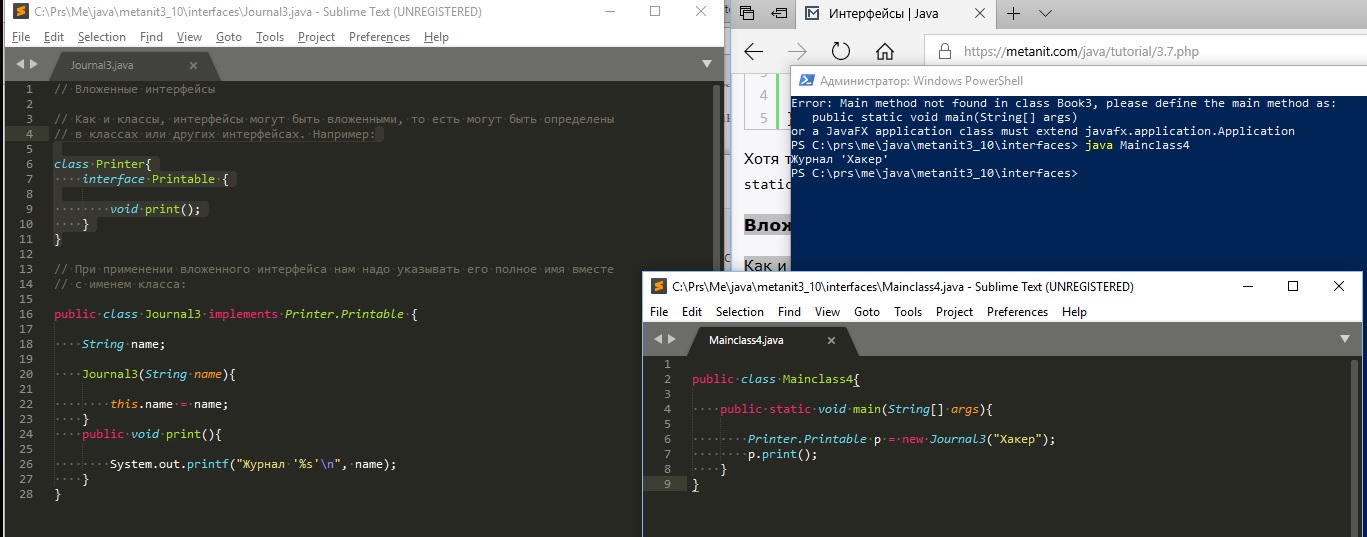 C:\Prs\Me\java\metanit3_10\interfaces\Journal3.java - Sublime Text (UNREGISTERED)
File Edit Selection Find View Goto Tools Project Preferences Help
Journal3.java
1 // Вложенные интерфейсы
2
3 // Как и классы, интерфейсы могут быть вложенными, то есть могут быть определены
4 // в классах или других интерфейсах. Например:
5
6 class Printer{
7 interface Printable {
8
9 void print();
10 }
11 }
12
13 // При применении вложенного интерфейса нам надо указывать его полное имя вместе
14 // с именем класса:
15
16 public class Journal3 implements Printer.Printable {
17
18 String name;
19
20 Journal3(String name){
21
22 this.name = name;
23 }
24 public void print(){
25
26 System.out.printf("Журнал '%s'\n", name);
27 }
28 }
Интерфейсы | Java
https://metanit.com/java/tutorial/3.7.php
4
5
Хотя
static
Влож
Как и
Администратор: Windows PowerShell
Error: Main method not found in class Book3, please define the main method as:
public static void main(String[] args)
or a JavaFX application class must extend javafx.application.Application
PS C:\prs\me\java\metanit3_10\interfaces> java Mainclass4
Журнал 'Хакер'
PS C:\prs\me\java\metanit3_10\interfaces>
C:\Prs\Me\java\metanit3_10\interfaces\Mainclass4.java - Sublime Text (UNREGISTERED)
File Edit Selection Find View Goto Tools Project Preferences Help
Mainclass4.java
1
2 public class Mainclass4{
3
4 public static void main(String[] args){
5
6 Printer.Printable p = new Journal3("Хакер");
7 p.print();
8 }
9 }